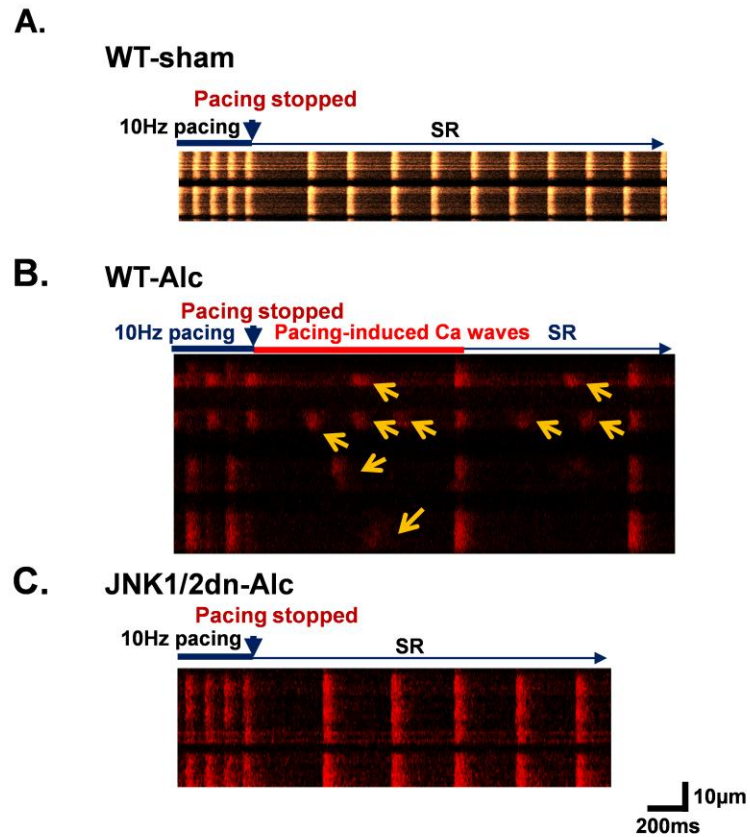 A.
WT-sham
Pacing stopped
10Hz pacing SR
B.
WT-Alc
Pacing stopped
10Hz pacing Pacing-induced Ca waves SR
C.
JNK1/2dn-Alc
Pacing stopped
10Hz pacing SR
10μm
200ms